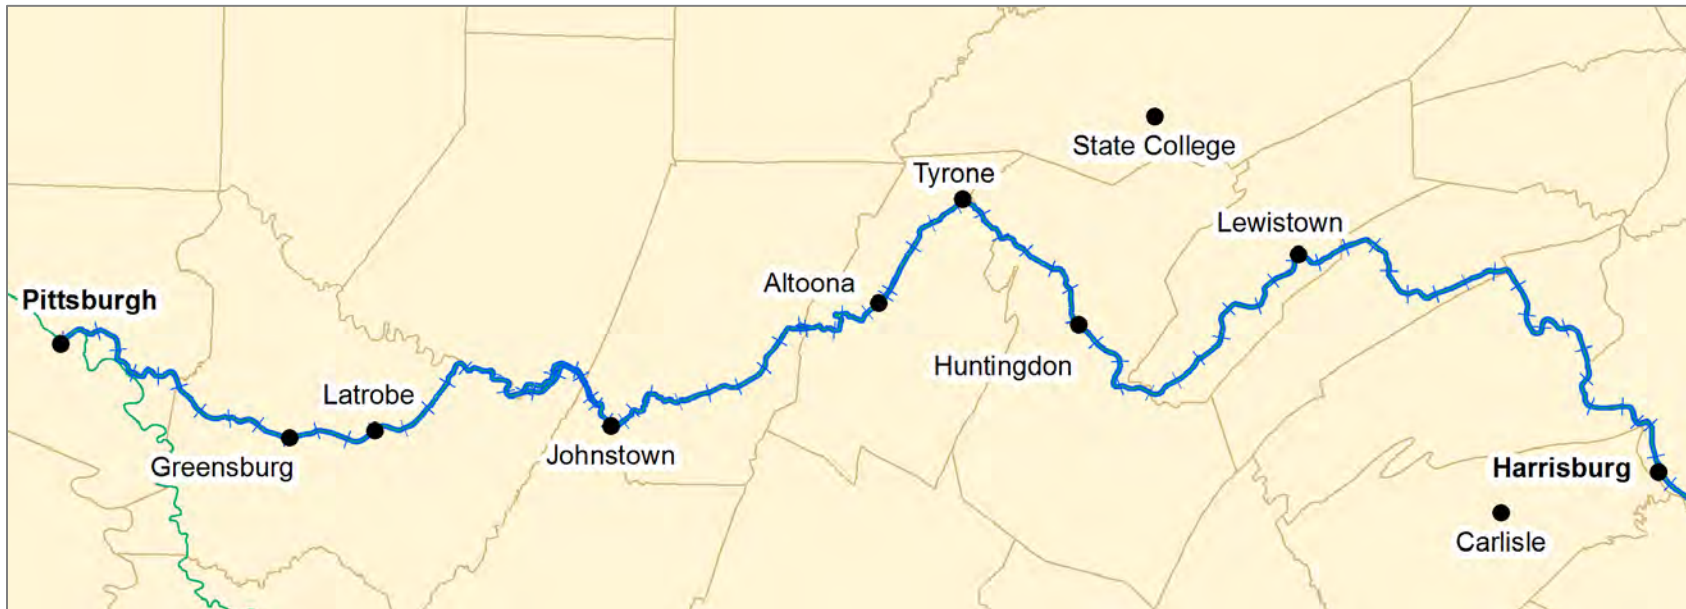 State College
Tyrone
Lewistown
Altoona
Pittsburgh
Huntingdon
Latrobe
Johnstown
Greensburg
Harrisburg
Carlisle